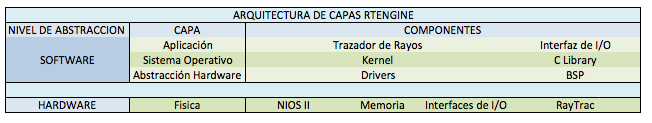 ARQUITECTURA DE CAPAS RTENGINE
NIVEL DE ABSTRACCION CAPA COMPONENTES
Aplicación Trazador de Rayos Interfaz de I/O
SOFTWARE Sistema Operativo Kernel C Library
Abstracción Hardware Drivers BSP
HARDWARE Fisica NIOS II Memoria Interfaces de I/O RayTrac